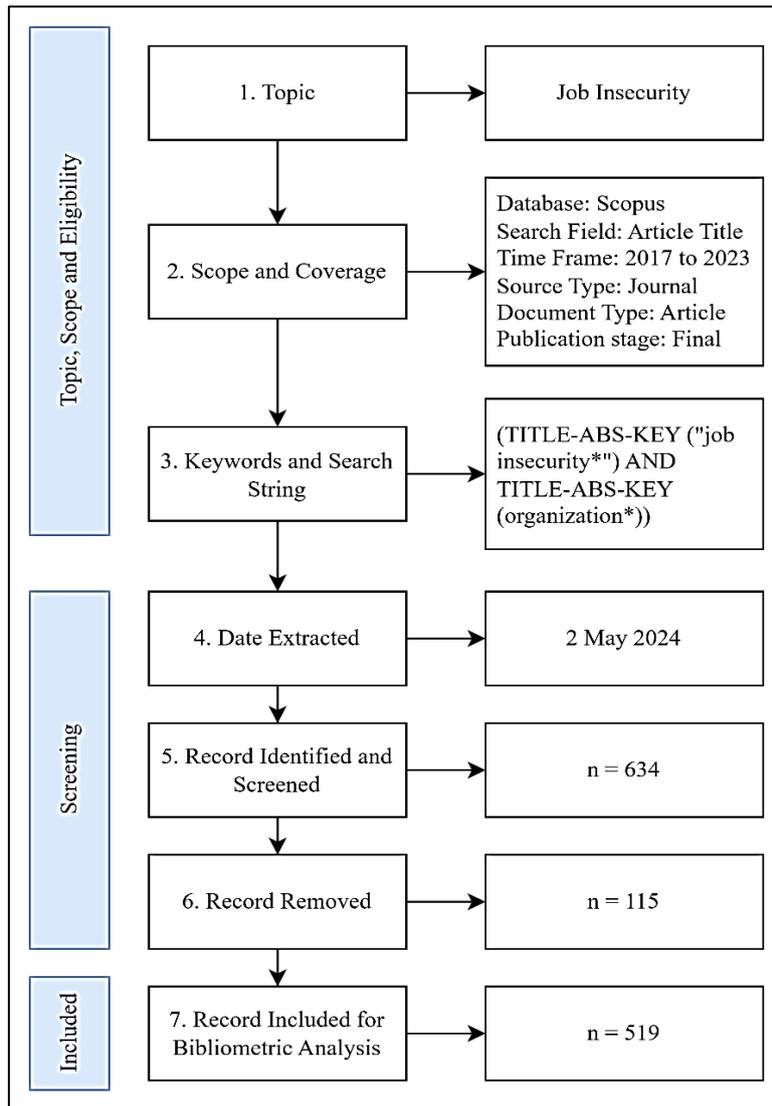 Topic, Scope and Eligibility
1. Topic
Job Insecurity
2. Scope and Coverage
Database: Scopus
Search Field: Article Title
Time Frame: 2017 to 2023
Source Type: Journal
Document Type: Article
Publication stage: Final
3. Keywords and Search
String
(TITLE-ABS-KEY ("job
insecurity*") AND
TITLE-ABS-KEY
(organization*))
Screening
4. Date Extracted
2 May 2024
5. Record Identified and
Screened
n = 634
6. Record Removed
n = 115
Included
7. Record Included for
Bibliometric Analysis
n = 519